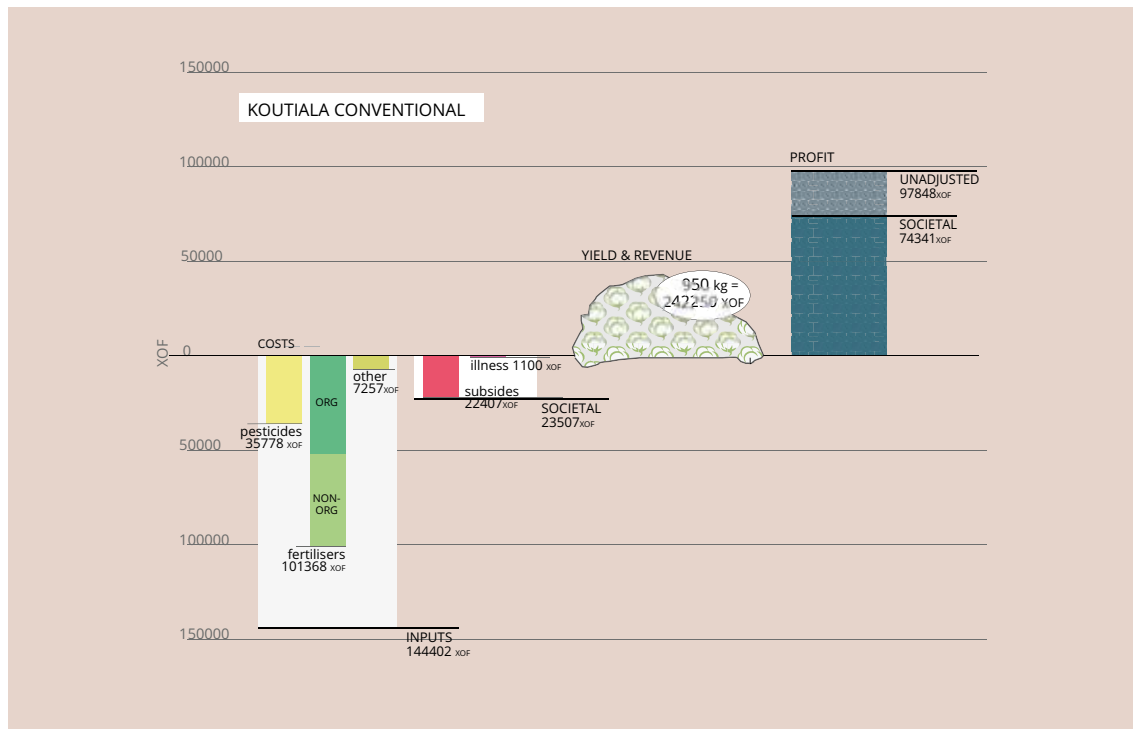 150000
KOUTIALA CONVENTIONAL
100000
PROFIT
UNADJUSTED
97848XOF
SOCIETAL
74341XOF
50000
YIELD & REVENUE
950 kg =
242250 XOF
XOF
0
COSTS
pesticides
35778 XOF
ORG
NON-
ORG
fertilisers
101368 XOF
other
7257XOF
illness 1100 XOF
subsides
22407XOF
SOCIETAL
23507XOF
50000
100000
150000
INPUTS
144402 XOF